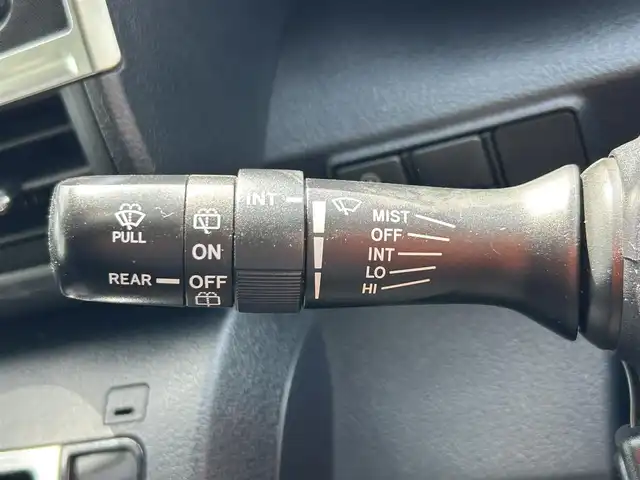 PULL
REAR
ON
OFF
INT
MIST
OFF
INT
LO
HI